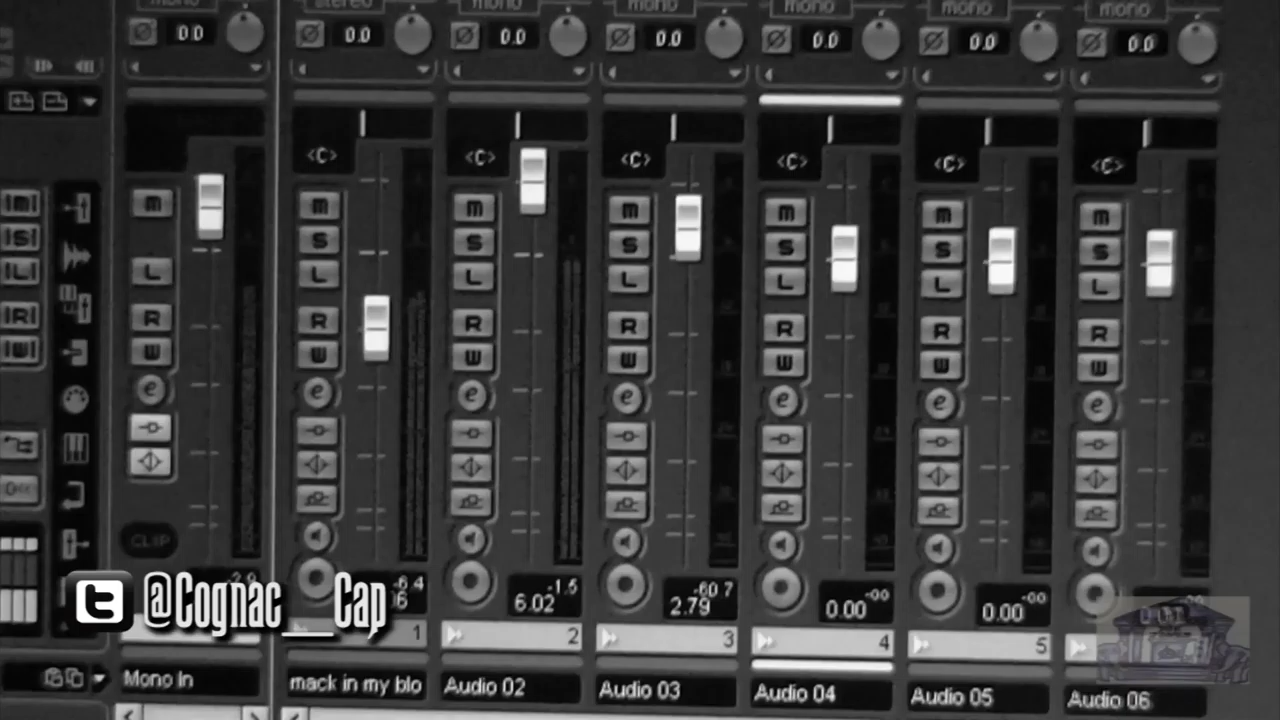 mono stereo mono mono mono mono mono
0.0 0.0 0.0 0.0 0.0 0.0 0.0
<C> <C> <C> <C> <C> <C>
m m m m m m m m
S S S S S S S
L L L L L L L L
R R R R R R R R
W W W W W W W W
e e e e e e e
CLIP
-6.4 -1.5 -60.7 -oo -oo
6.02 2.79 0.00 0.00
@Cognac__Cap
1 2 3 4 5
Mono In mack in my blo Audio 02 Audio 03 Audio 04 Audio 05 Audio 06